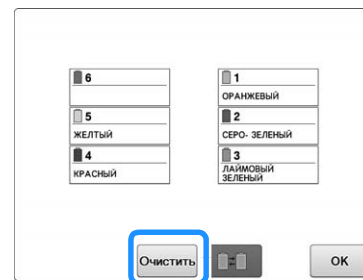 6
1
ОРАНЖЕВЫЙ
5
ЖЕЛТЫЙ
2
СЕРО- ЗЕЛЕНЫЙ
4
КРАСНЫЙ
3
ЛАЙМОВЫЙ
ЗЕЛЕНЫЙ
Очистить
OK